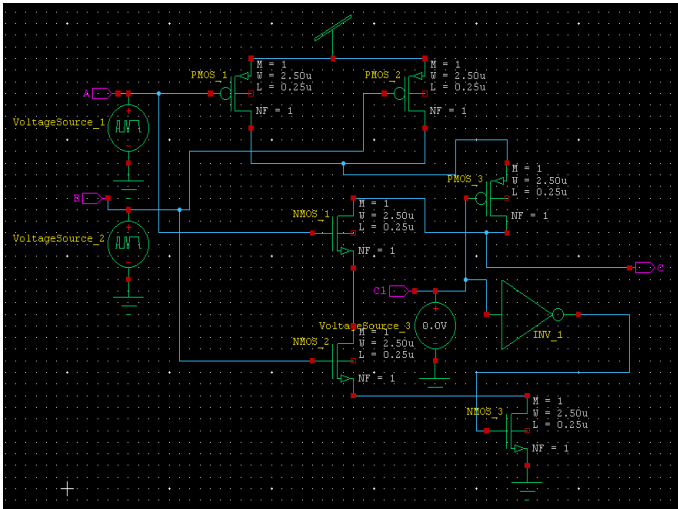 M = 1
W = 2.50u
L = 0.25u
NF = 1
PMOS_1
M = 1
W = 2.50u
L = 0.25u
NF = 1
PMOS_2
A
VoltageSource_1
M = 1
W = 2.50u
L = 0.25u
NF = 1
PMOS_3
B
VoltageSource_2
NMOS_1
M = 1
W = 2.50u
L = 0.25u
NF = 1
C
C1
VoltageSource_3
0.0V
INV_1
NMOS_2
M = 1
W = 2.50u
L = 0.25u
NF = 1
NMOS_3
M = 1
W = 2.50u
L = 0.25u
NF = 1